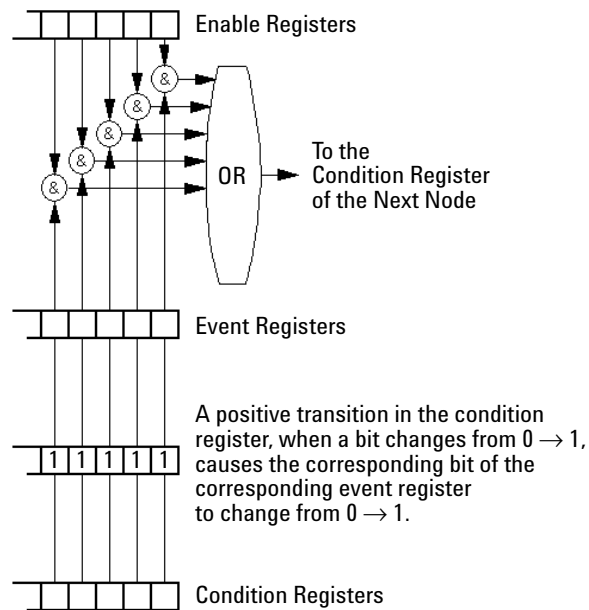 Enable Registers
&
&
&
&
&
OR
To the
Condition Register
of the Next Node
Event Registers
A positive transition in the condition
register, when a bit changes from 0 → 1,
causes the corresponding bit of the
corresponding event register
to change from 0 → 1.
1 1 1 1 1
Condition Registers